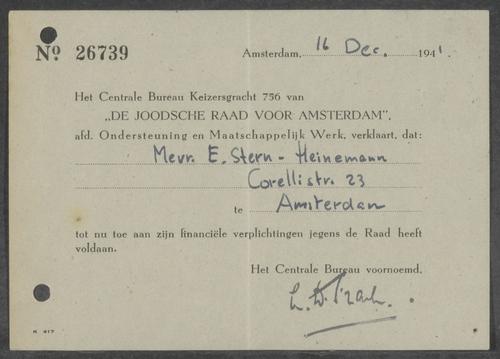 No 26739
Amsterdam, 16 Dec. 1941.
Het Centrale Bureau Keizersgracht 756 van
„DE JOODSCHE RAAD VOOR AMSTERDAM”,
afd. Ondersteuning en Maatschappelijk Werk, verklaart, dat:
Mevr. E. Stern - Heinemann
Corellistr. 23
te Amsterdam
tot nu toe aan zijn financiële verplichtingen jegens de Raad heeft
voldaan.
Het Centrale Bureau voornoemd,
K 417